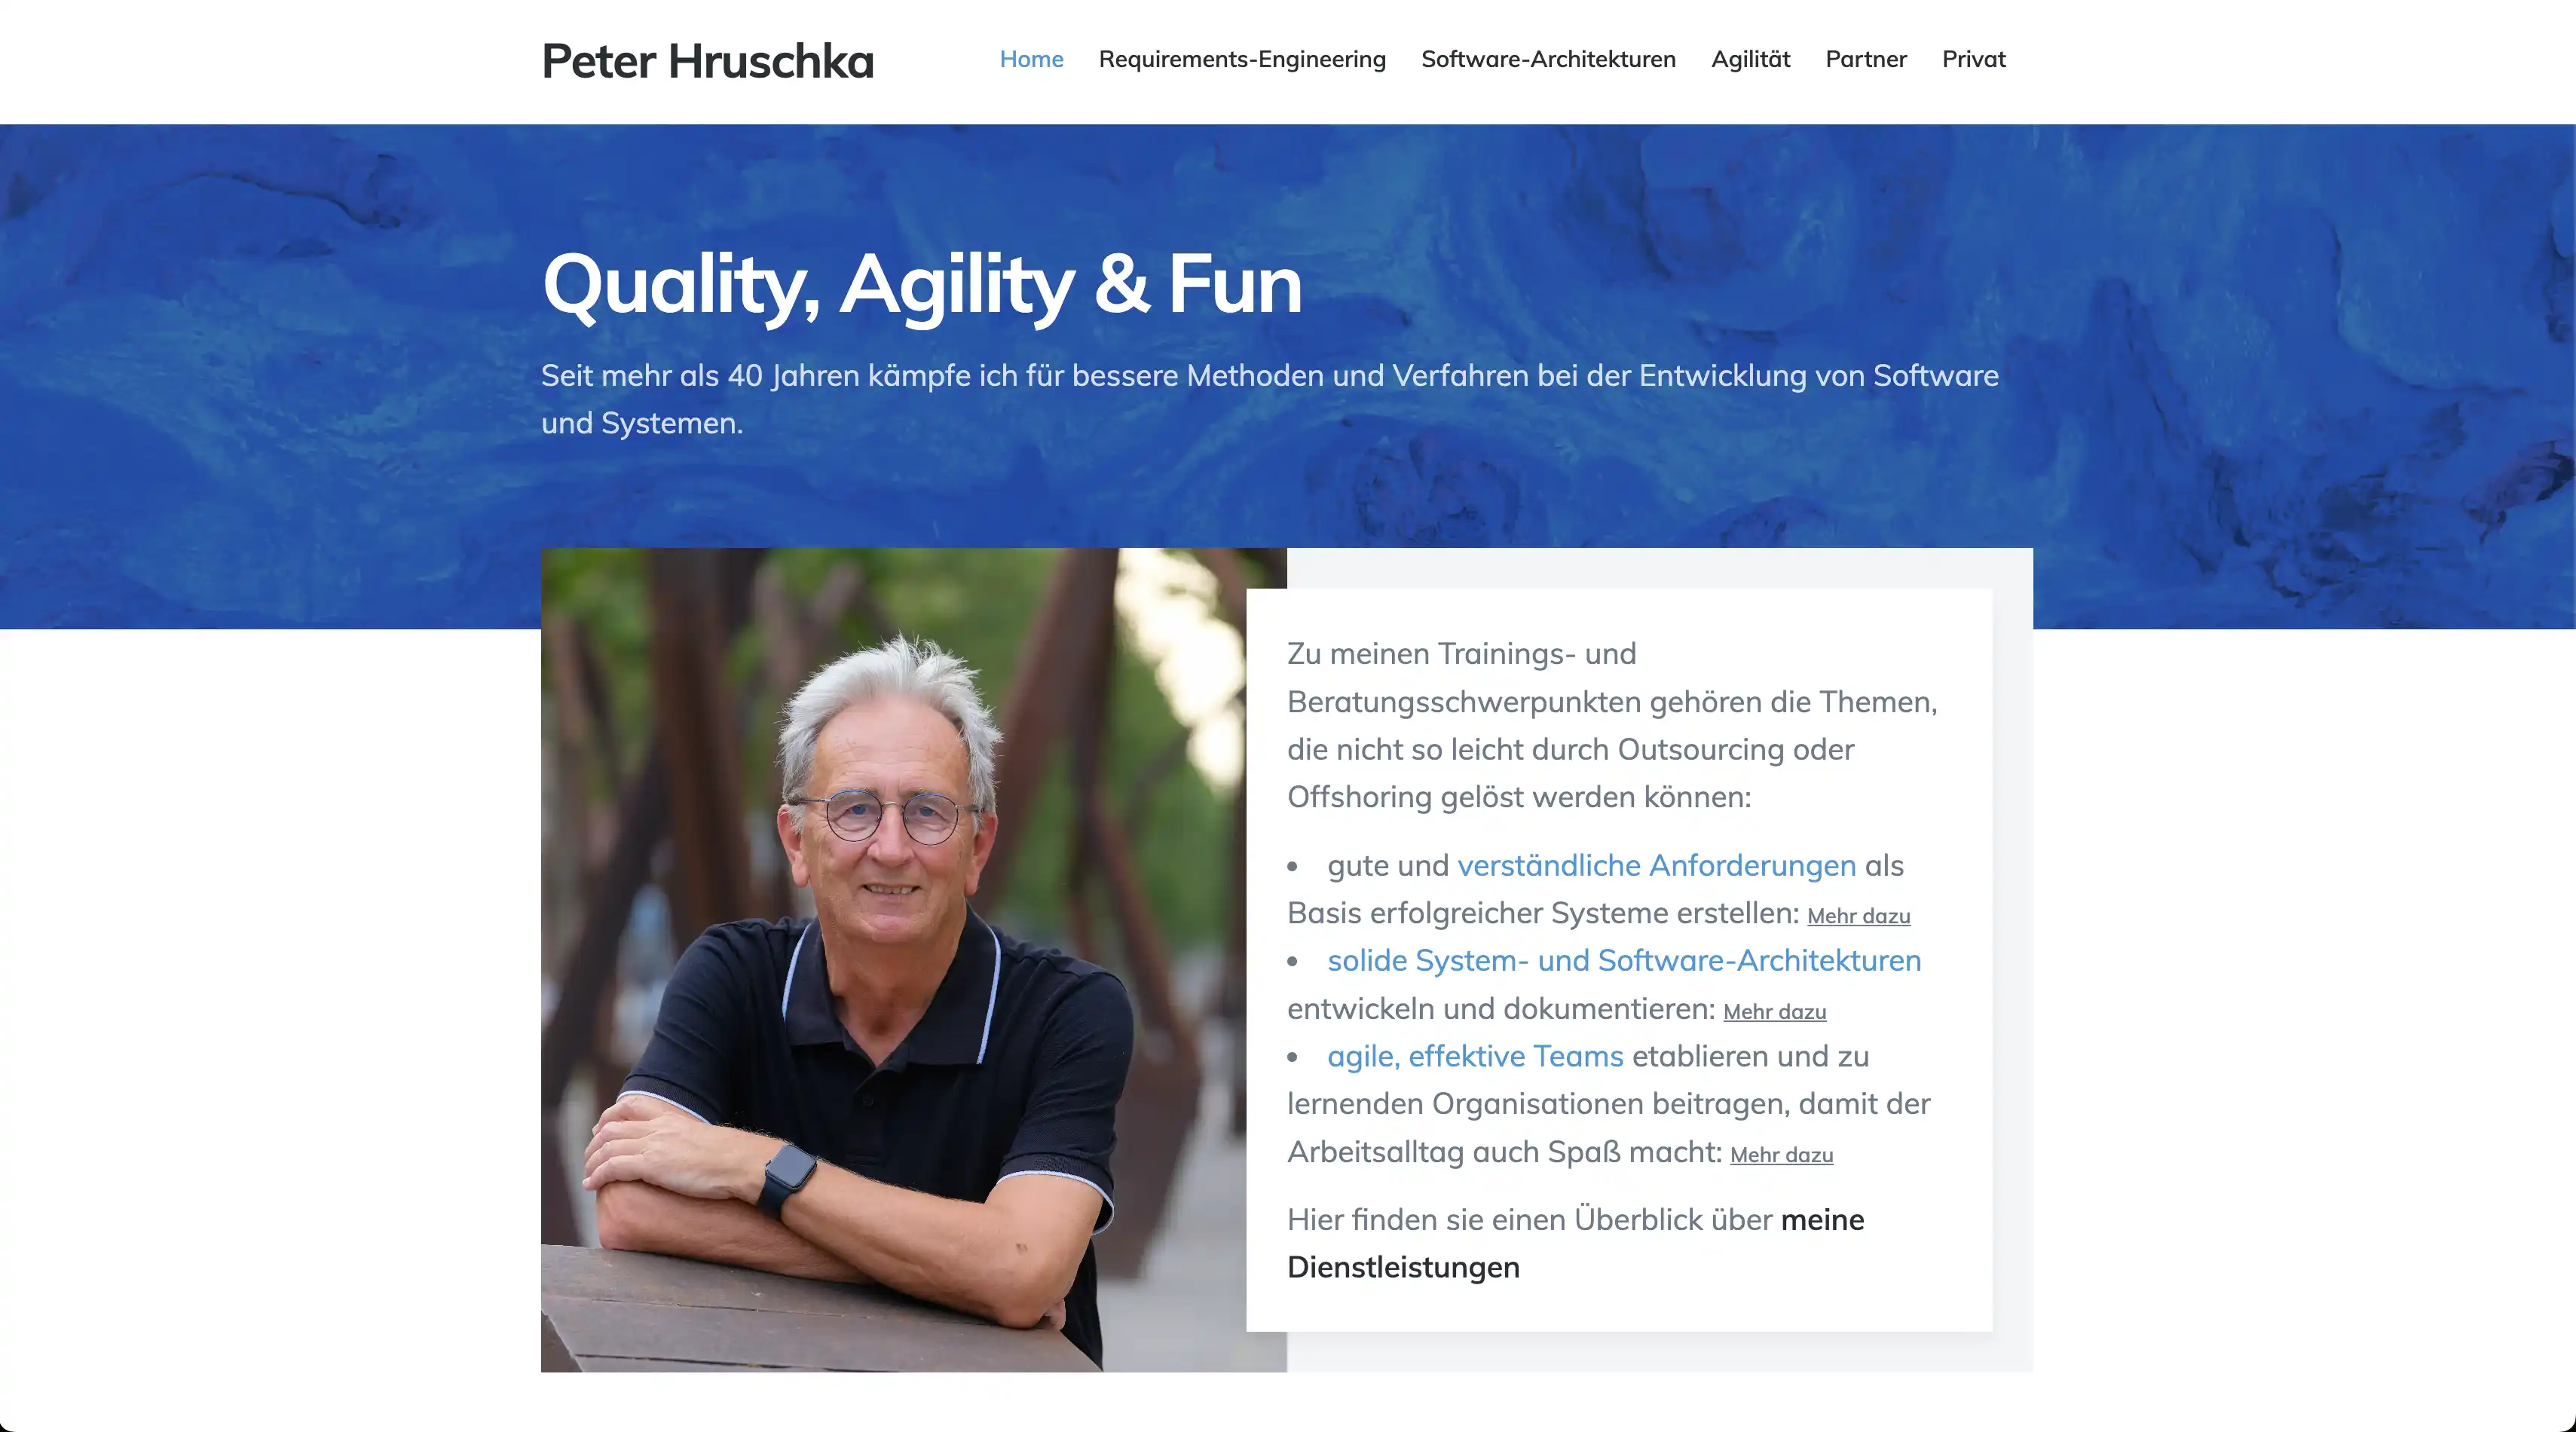 Peter Hruschka
Home Requirements-Engineering Software-Architekturen Agilität Partner Privat
Quality, Agility & Fun
Seit mehr als 40 Jahren kämpfe ich für bessere Methoden und Verfahren bei der Entwicklung von Software
und Systemen.
Zu meinen Trainings- und
Beratungsschwerpunkten gehören die Themen,
die nicht so leicht durch Outsourcing oder
Offshoring gelöst werden können:
• gute und verständliche Anforderungen als
Basis erfolgreicher Systeme erstellen: Mehr dazu
• solide System- und Software-Architekturen
entwickeln und dokumentieren: Mehr dazu
• agile, effektive Teams etablieren und zu
lernenden Organisationen beitragen, damit der
Arbeitsalltag auch Spaß macht: Mehr dazu
Hier finden sie einen Überblick über meine
Dienstleistungen